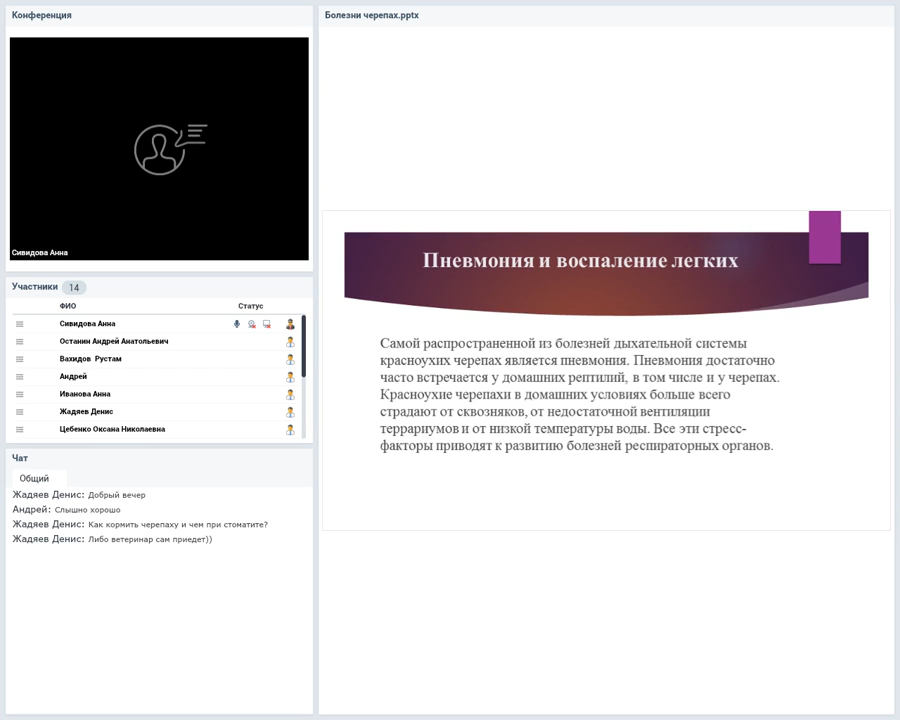 Конференция
Сивидова Анна
Участники 14
ФИО Статус
Сивидова Анна
Останин Андрей Анатольевич
Вахидов Рустам
Андрей
Иванова Анна
Жадяев Денис
Цебенко Оксана Николаевна
Чат
Общий
Жадяев Денис: Добрый вечер
Андрей: Слышно хорошо
Жадяев Денис: Как кормить черепаху и чем при стоматите?
Жадяев Денис: Либо ветеринар сам приедет))
Болезни черепах.pptx
Пневмония и воспаление легких
Самой распространенной из болезней дыхательной системы
красноухих черепах является пневмония. Пневмония достаточно
часто встречается у домашних рептилий, в том числе и у черепах.
Красноухие черепахи в домашних условиях больше всего
страдают от сквозняков, от недостаточной вентиляции
террариумов и от низкой температуры воды. Все эти стресс-
факторы приводят к развитию болезней респираторных органов.